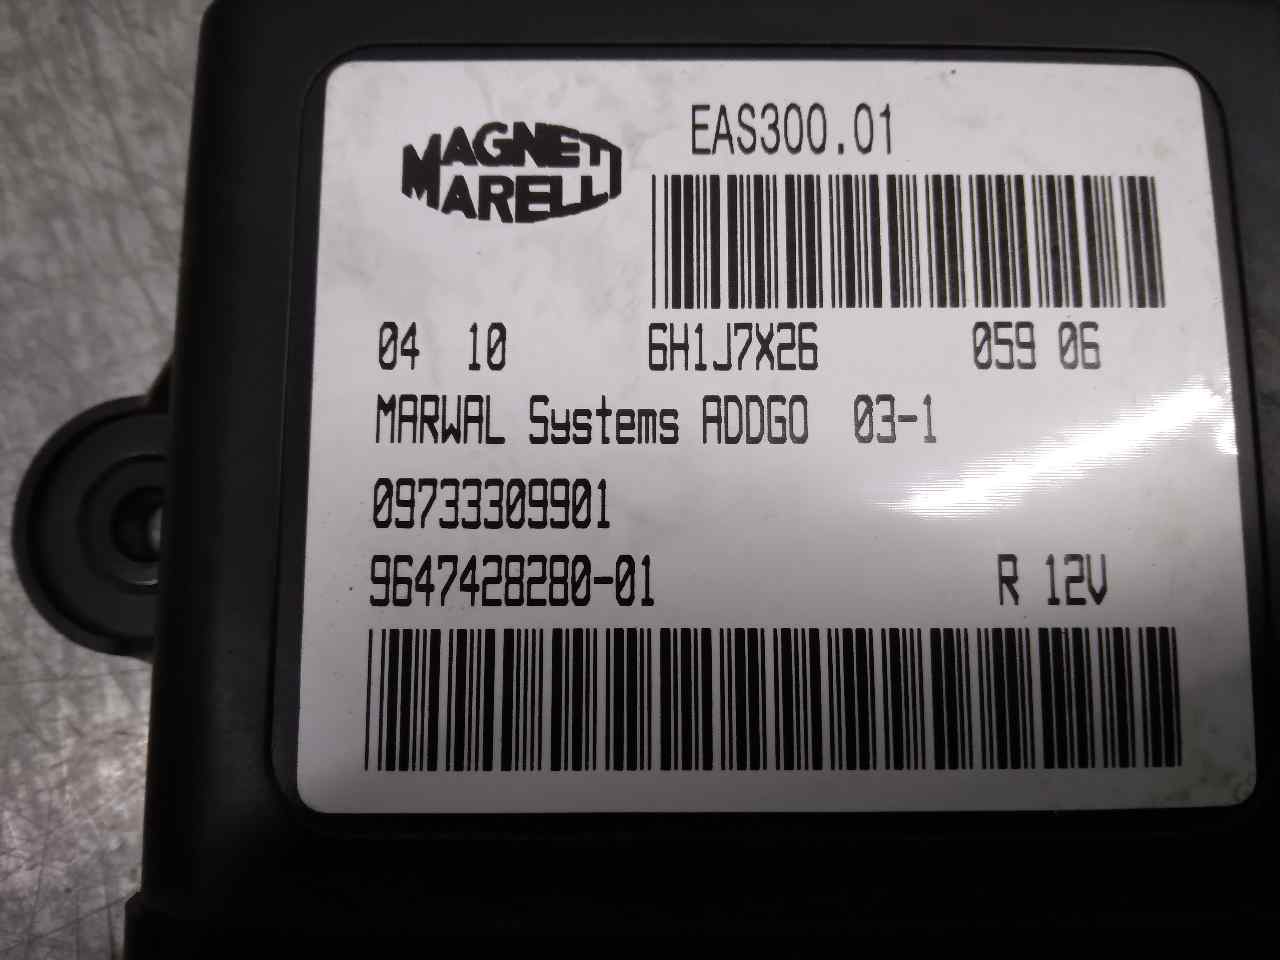 MAGNETI
MARELLI
EAS300.01
04 10 6H1J7X26 059 06
MARWAL Systems ADDGO 03-1
09733309901
9647428280-01 R 12V